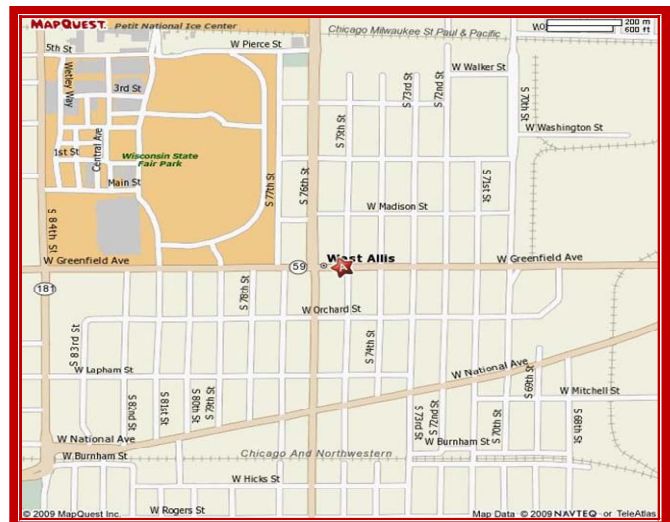 MAPQUEST.
Petit National Ice Center
Chicago Milwaukee St Paul & Pacific
200 m
600 ft
5th St
W Pierce St
Wetley Way
3rd St
W Walker St
S 70th St
S 73rd St
S 72nd St
S 75th St
W Washington St
1st St
Central Ave
Wisconsin State
Fair Park
Main St
S 77th St
S 76th St
S 71st St
W Madison St
S 84th St
W Greenfield Ave
59
West Allis
W Greenfield Ave
181
S 78th St
W Orchard St
S 83rd St
S 74th St
W National Ave
W Lapham St
S 69th St
W Mitchell St
S 82nd St
S 81st St
S 80th St
S 79th St
S 73rd St
S 72nd St
S 70th St
S 68th St
W National Ave
W Burnham St
W Burnham St
Chicago And Northwestern
W Hicks St
W Rogers St
© 2009 MapQuest Inc.
Map Data © 2009 NAVTEQ or TeleAtlas